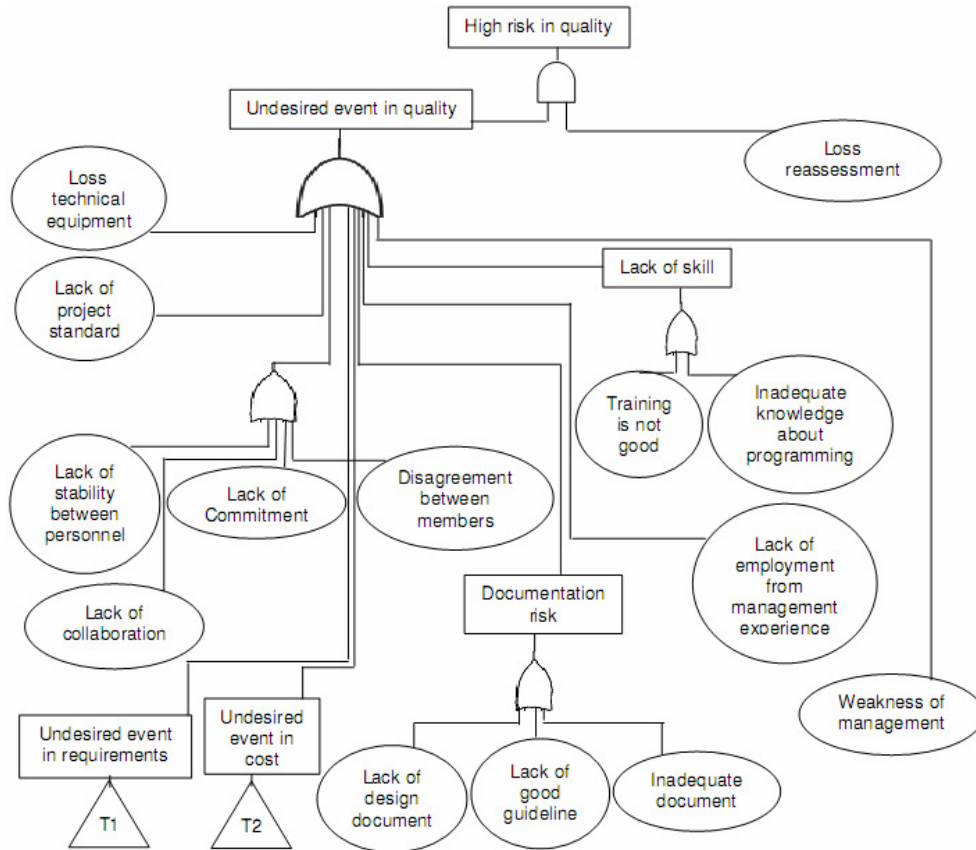 High risk in quality
Undesired event in quality
Loss
technical
equipment
Loss
reassessment
Lack of
project
standard
Lack of skill
Training
is not
good
Inadequate
knowledge
about
programming
Lack of
stability
between
personnel
Lack of
Commitment
Disagreement
between
members
Lack of
employment
from
management
experience
Lack of
collaboration
Documentation
risk
Weakness of
management
Undesired event
in requirements
Undesired
event in
cost
T1
T2
Lack of
design
document
Lack of
good
guideline
Inadequate
document